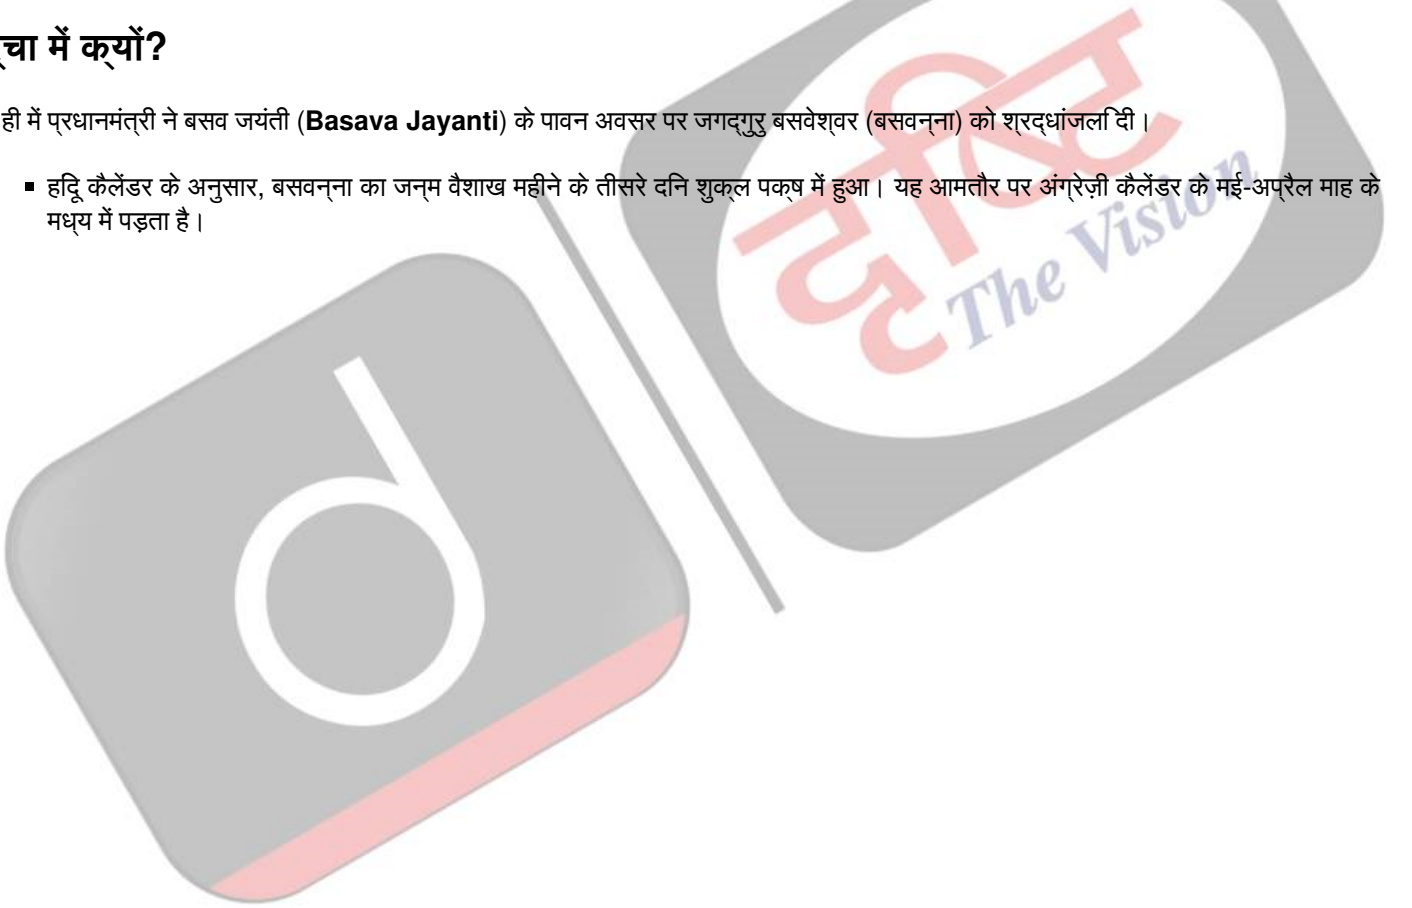 चा में क्यों?
ही में प्रधानमंत्री ने बसव जयंती (Basava Jayanti) के पावन अवसर पर जगद्गुरु बसवेश्वर (बसवन्ना) को श्रद्धांजलि दी।
▪ हिंदू कैलेंडर के अनुसार, बसवन्ना का जन्म वैशाख महीने के तीसरे दिन शुक्ल पक्ष में हुआ। यह आमतौर पर अंग्रेज़ी कैलेंडर के मई-अप्रैल माह के
मध्य में पड़ता है।
दृष्टि
The Vision
d